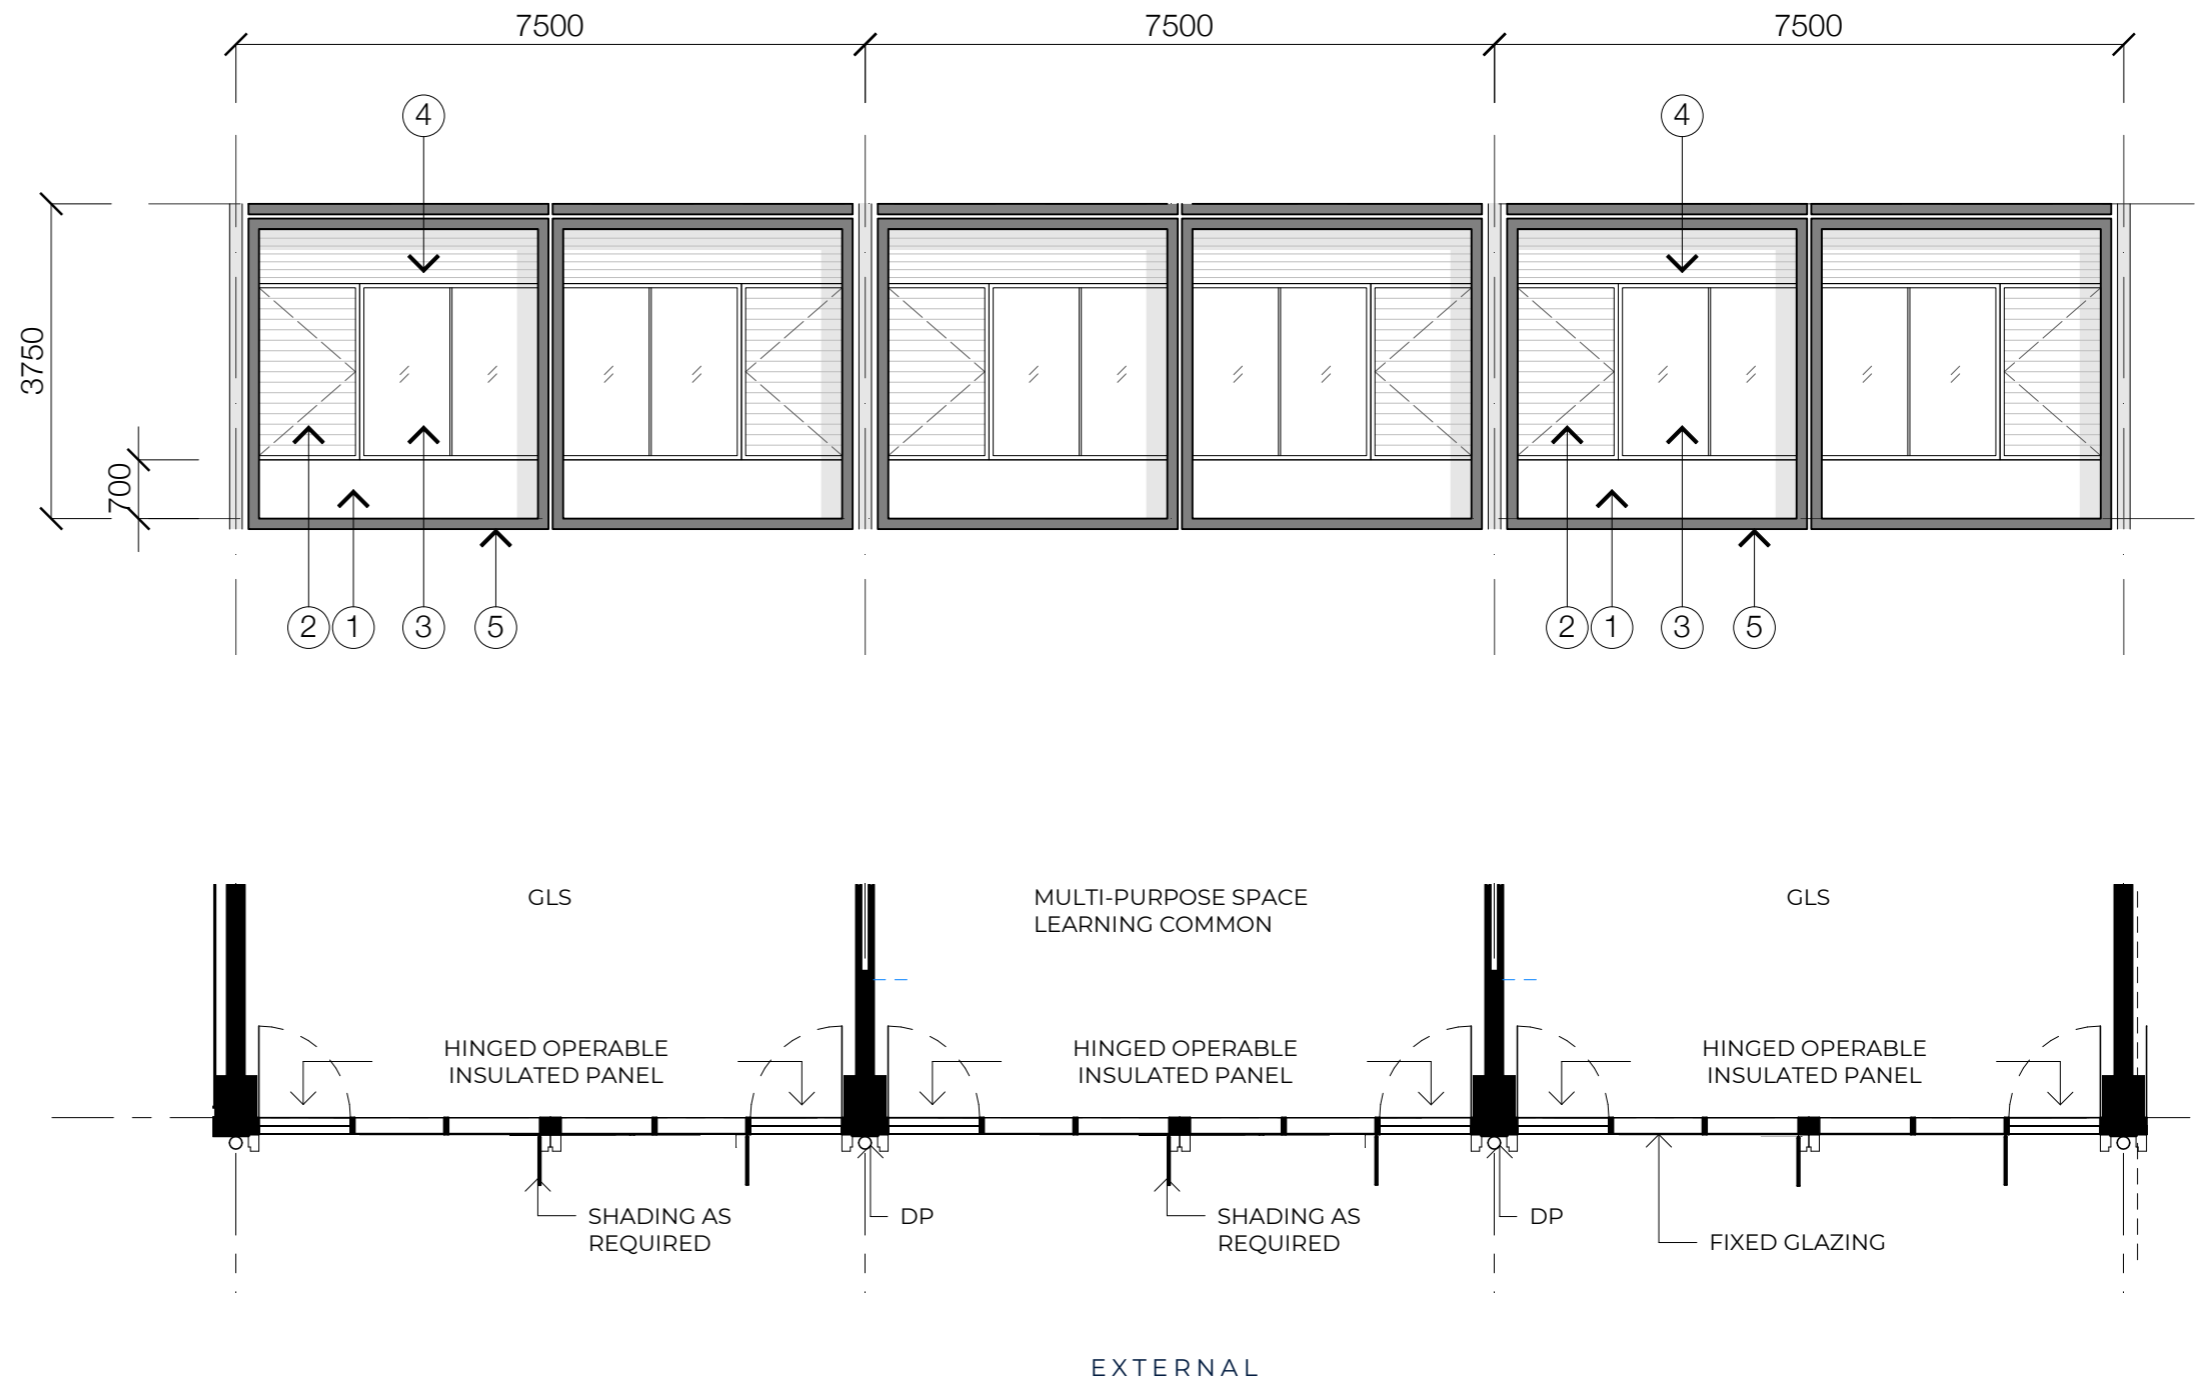 7500
7500
7500
4
4
3750
700
2
1
3
5
2
1
3
5
GLS
MULTI-PURPOSE SPACE
LEARNING COMMON
GLS
HINGED OPERABLE
INSULATED PANEL
HINGED OPERABLE
INSULATED PANEL
HINGED OPERABLE
INSULATED PANEL
SHADING AS
REQUIRED
DP
SHADING AS
REQUIRED
DP
FIXED GLAZING
EXTERNAL